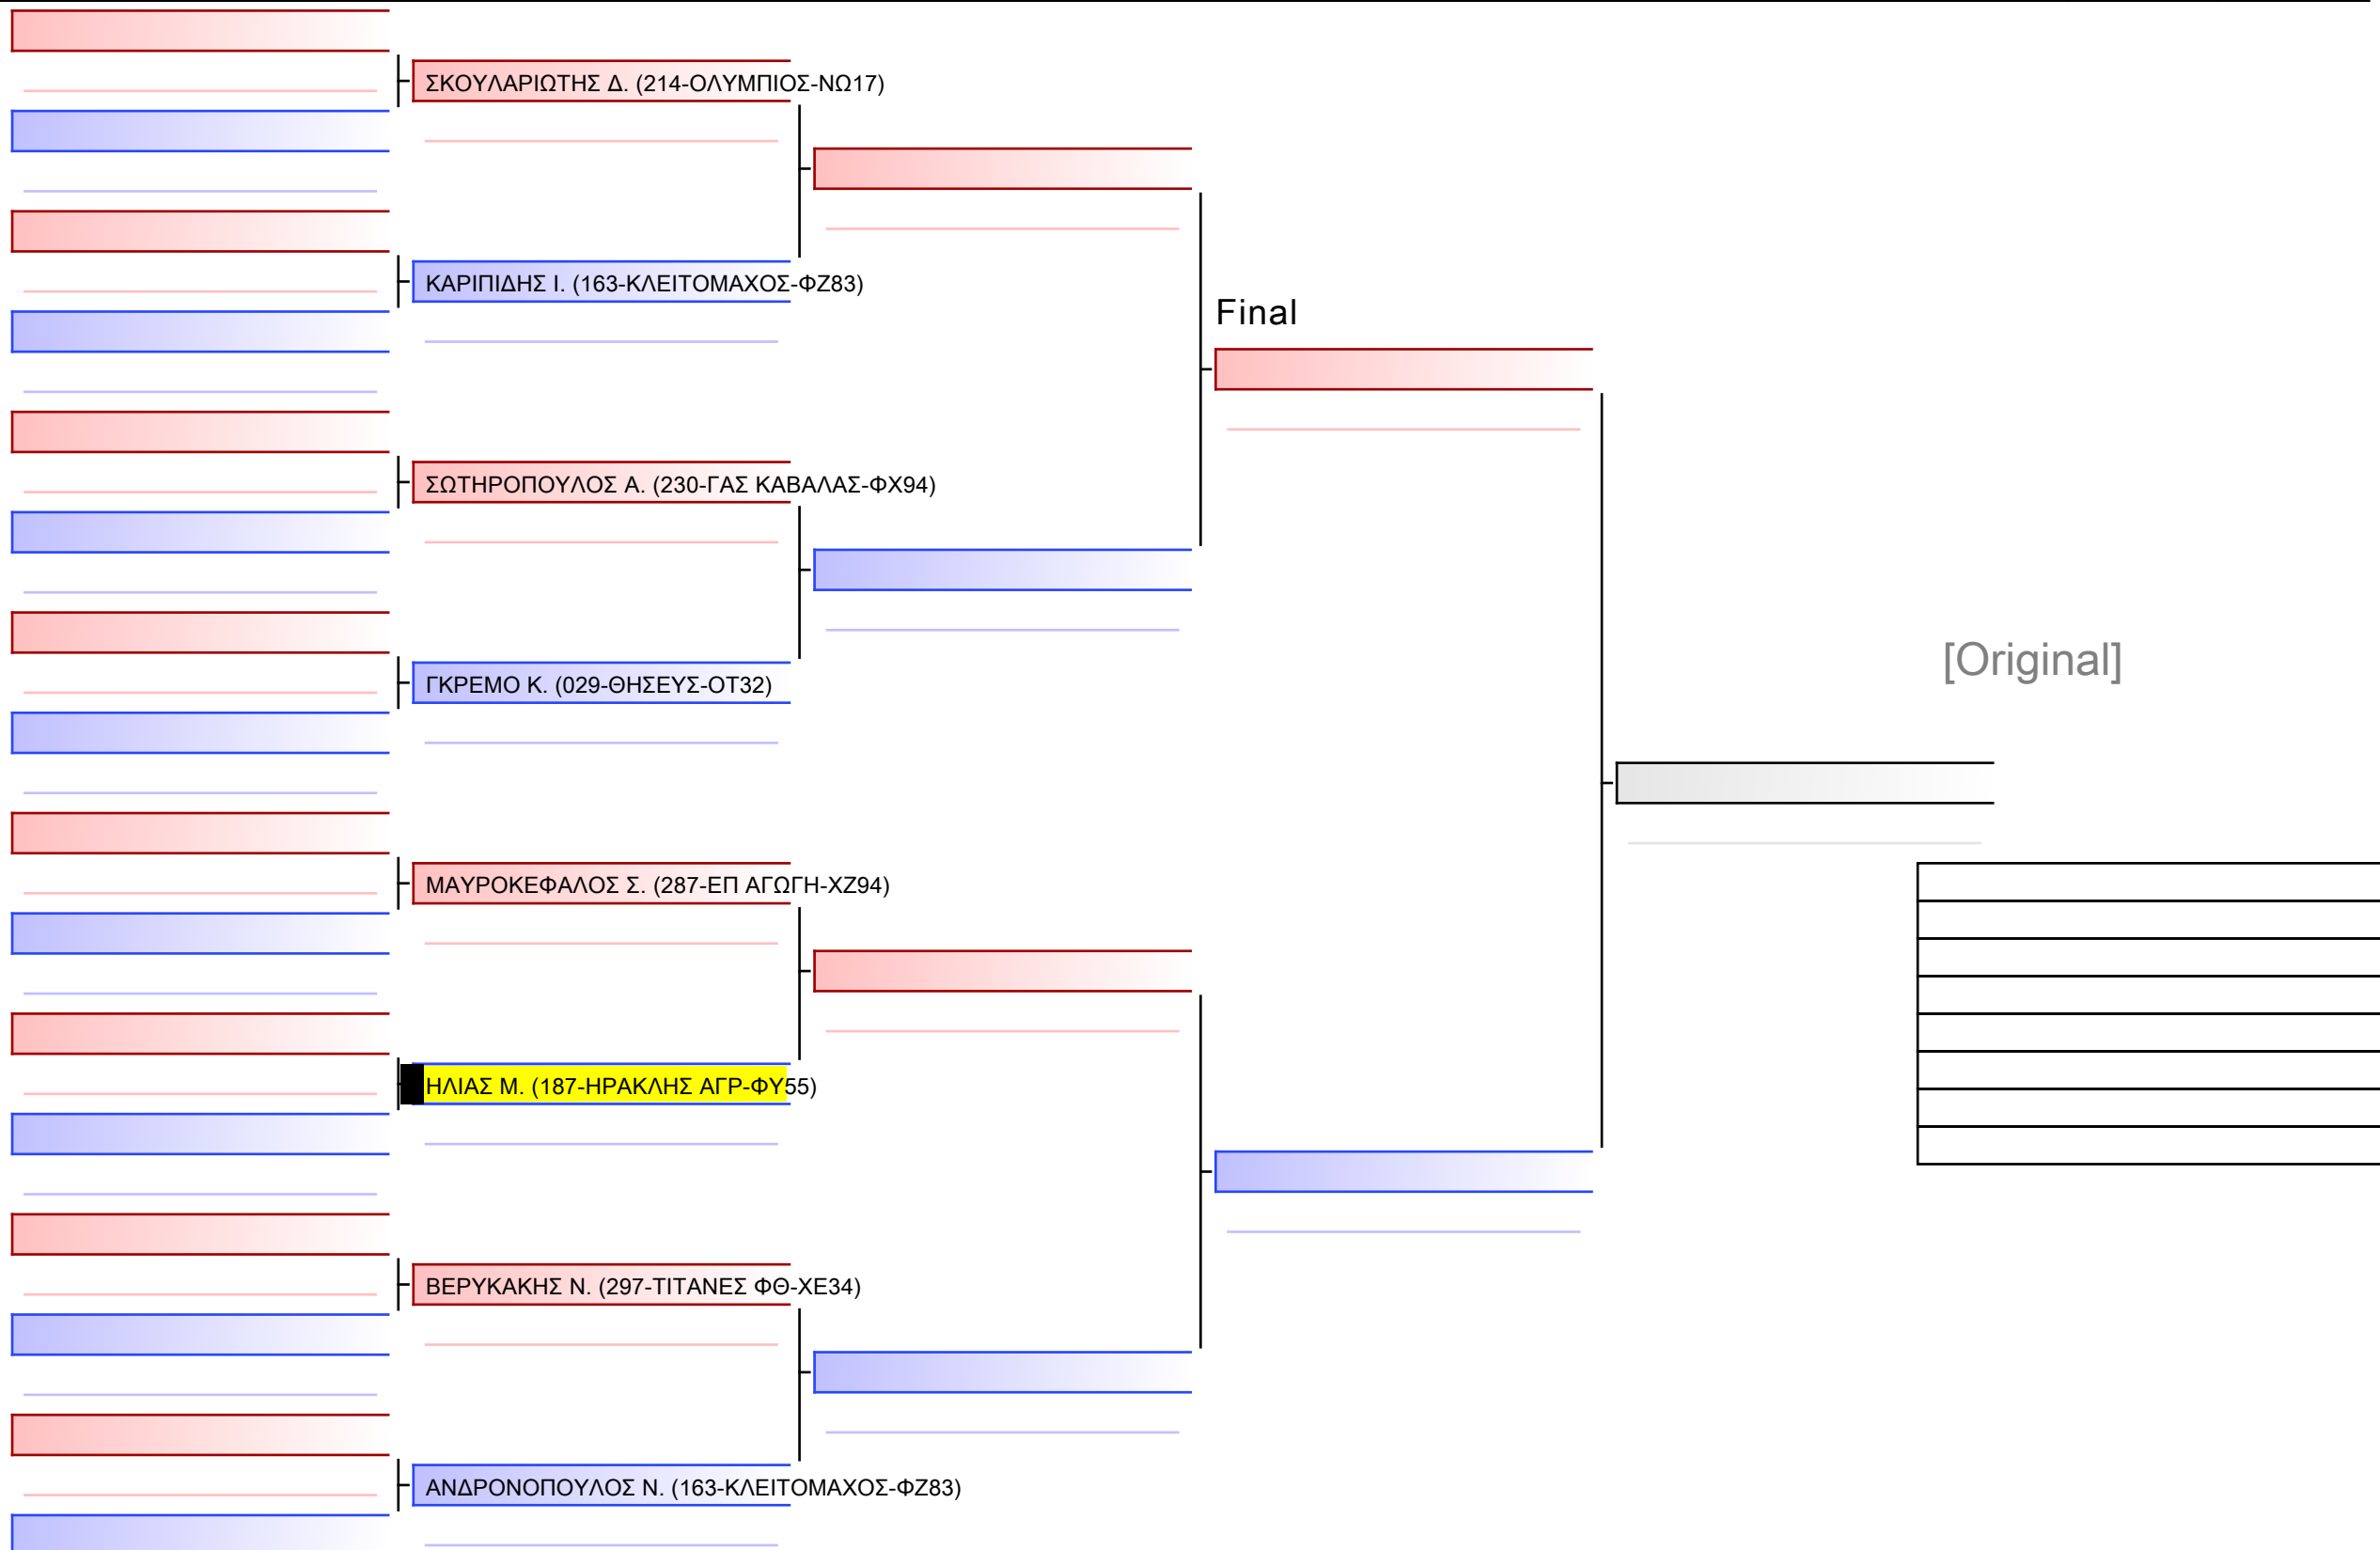 ΣΚΟΥΛΑΡΙΩΤΗΣ Δ. (214-ΟΛΥΜΠΙΟΣ-ΝΩ17)
ΚΑΡΙΠΙΔΗΣ Ι. (163-ΚΛΕΙΤΟΜΑΧΟΣ-ΦΖ83)
Final
ΣΩΤΗΡΟΠΟΥΛΟΣ Α. (230-ΓΑΣ ΚΑΒΑΛΑΣ-ΦΧ94)
[Original]
ΓΚΡΕΜΟ Κ. (029-ΘΗΣΕΥΣ-ΟΤ32)
ΜΑΥΡΟΚΕΦΑΛΟΣ Σ. (287-ΕΠ ΑΓΩΓΗ-ΧΖ94)
ΗΛΙΑΣ Μ. (187-ΗΡΑΚΛΗΣ ΑΓΡ-ΦΥ55)
ΒΕΡΥΚΑΚΗΣ Ν. (297-ΤΙΤΑΝΕΣ ΦΘ-ΧΕ34)
ΑΝΔΡΟΝΟΠΟΥΛΟΣ Ν. (163-ΚΛΕΙΤΟΜΑΧΟΣ-ΦΖ83)